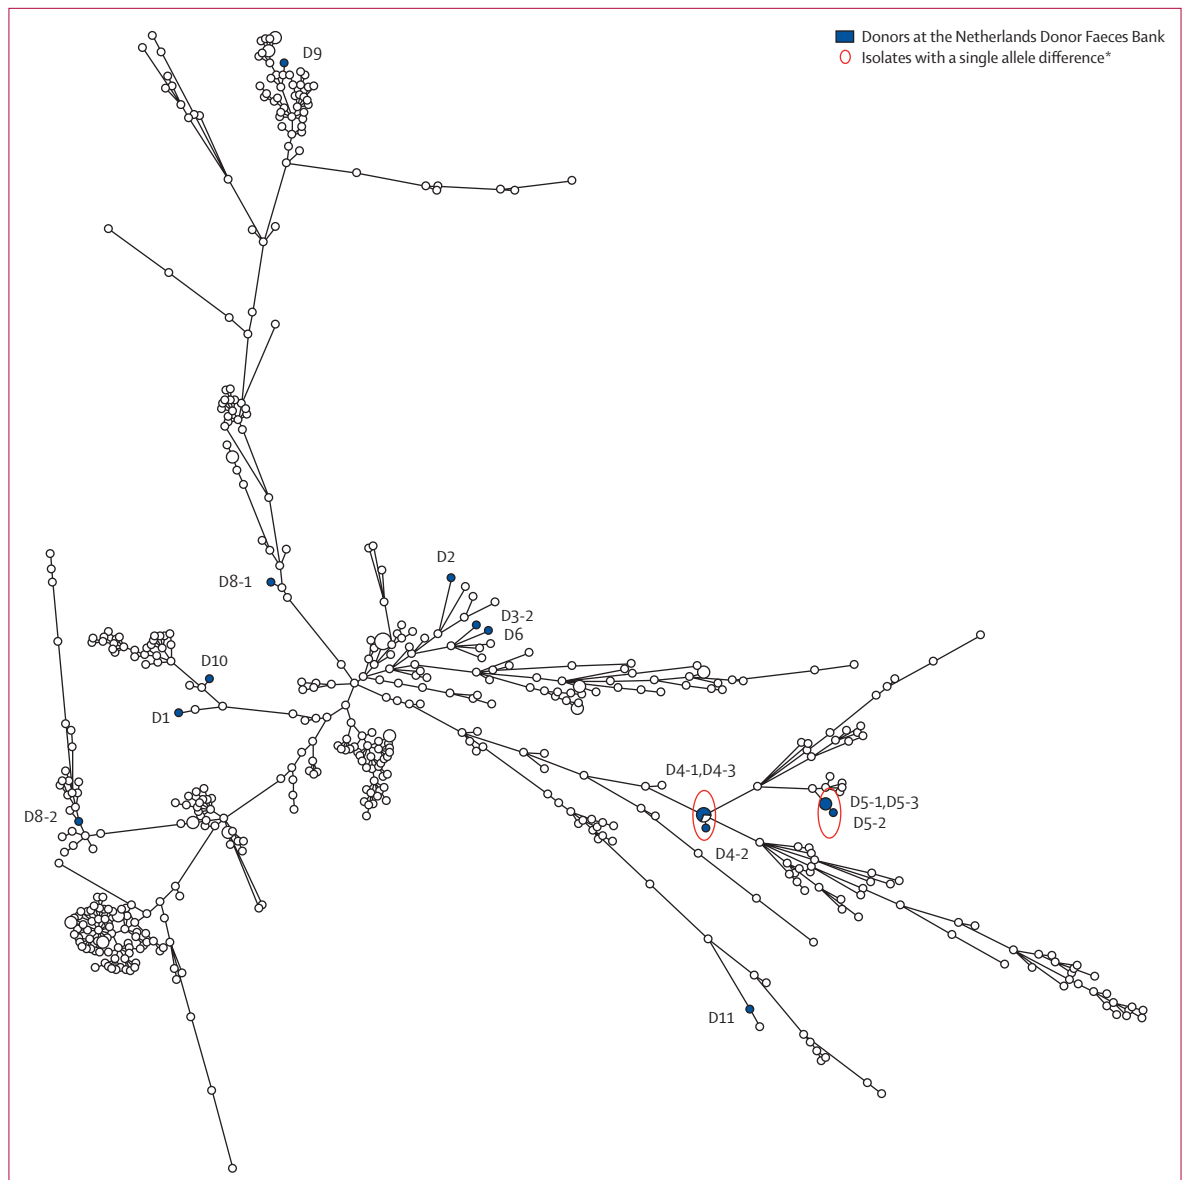 Donors at the Netherlands Donor Faeces Bank
Isolates with a single allele difference*
D9
D2
D8-1
D3-2
D6
D10
D1
D4-1,D4-3
D5-1,D5-3
D5-2
D8-2
D4-2
D11